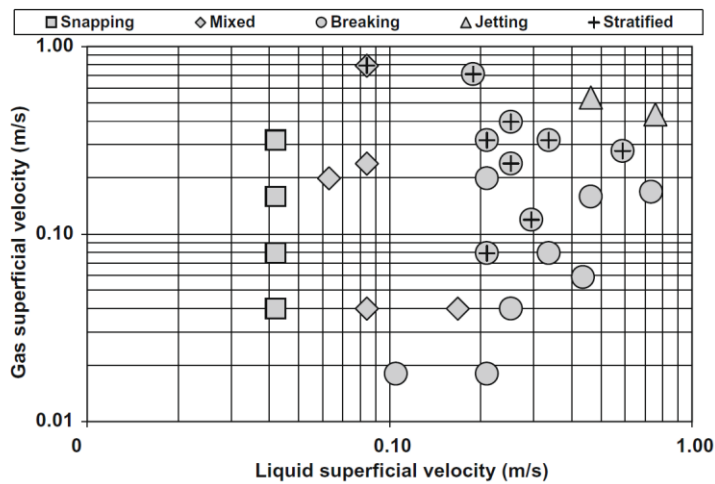 Snapping Mixed Breaking Jetting Stratified
1.00
0.10
0.01
Gas superficial velocity (m/s)
0 0.10 1.00
Liquid superficial velocity (m/s)